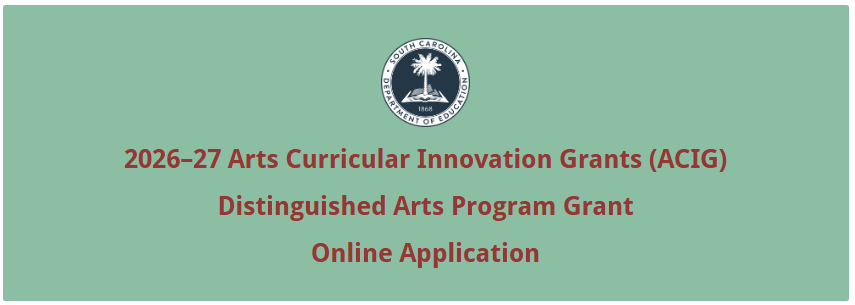 SOUTH CAROLINA
DEPARTMENT OF EDUCATION
1868
2026–27 Arts Curricular Innovation Grants (ACIG)
Distinguished Arts Program Grant
Online Application